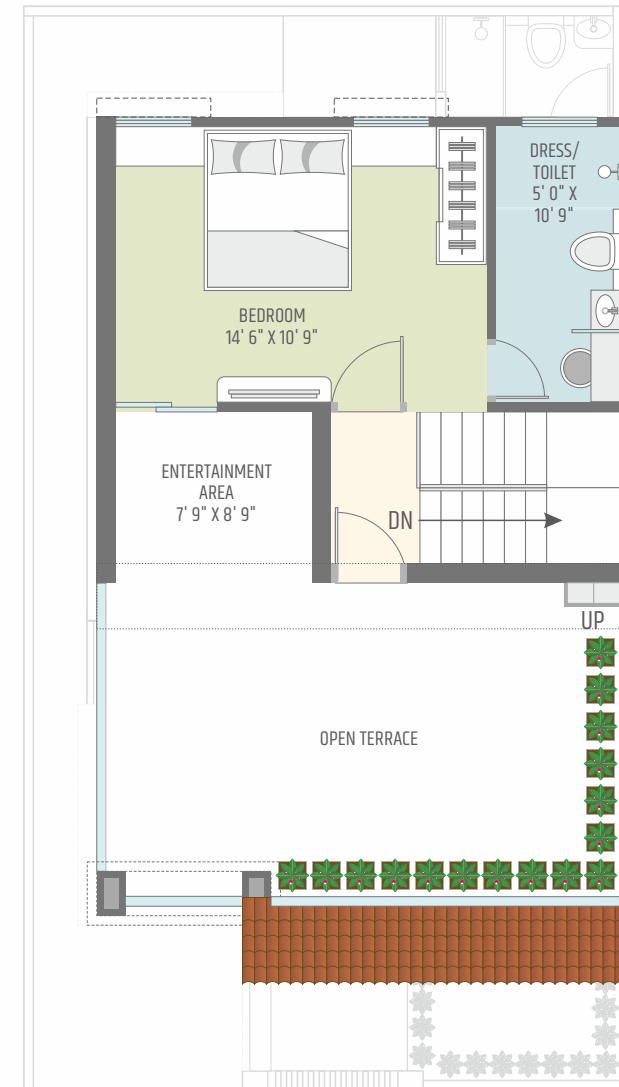 DRESS/
TOILET
5' 0" X
10' 9"
BEDROOM
14' 6" X 10' 9"
ENTERTAINMENT
AREA
7' 9" X 8' 9"
DN
UP
OPEN TERRACE